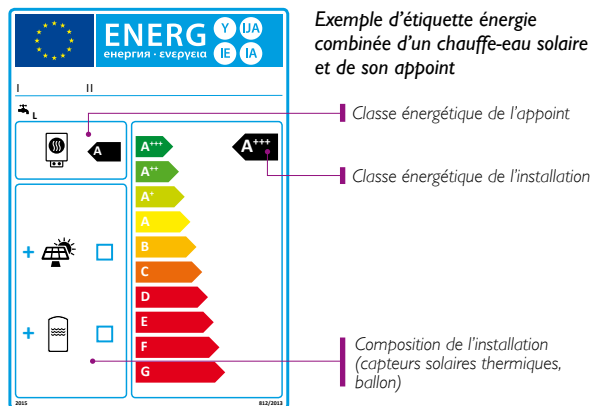 ENERG Y IJA
енергия · ενεργεια IE IA
I II
L
A
A+++
A++
A+
A
B
C
D
E
F
G
A+++
2015 812/2013
Exemple d’étiquette énergie
combinée d’un chauffe-eau solaire
et de son appoint
Classe énergétique de l’appoint
Classe énergétique de l’installation
Composition de l’installation
(capteurs solaires thermiques,
ballon)